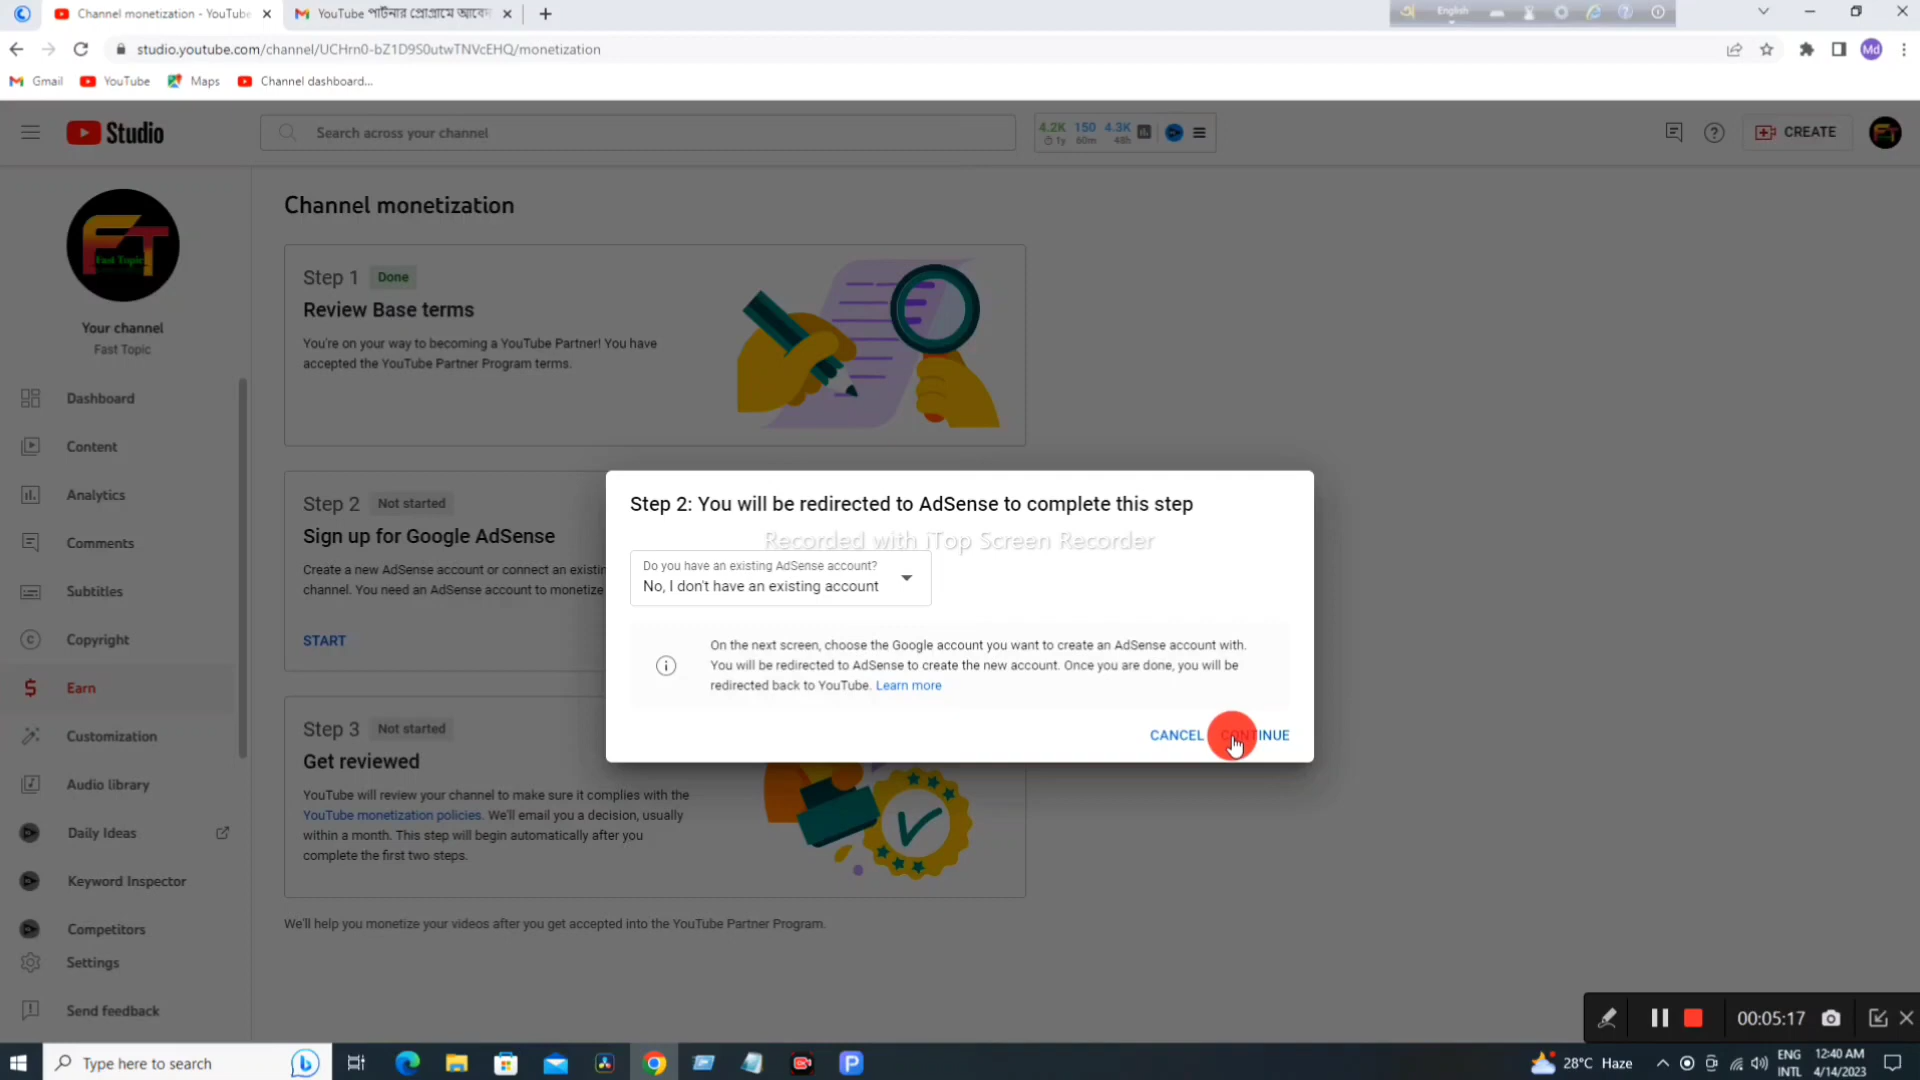 Channel monetization - YouTube
YouTube পার্টনার প্রোগ্রামে আবেদ
English
studio.youtube.com/channel/UCHrn0-bZ1D9S0utwTNVcEHQ/monetization
Md
Gmail
YouTube
Maps
Channel dashboard...
Studio
Search across your channel
4.2K 150 4.3K
1y 60m 48h
CREATE
Channel monetization
FT
Fast Topic
Your channel
Fast Topic
Dashboard
Content
Analytics
Comments
Subtitles
Copyright
Earn
Customization
Audio library
Daily Ideas
Keyword Inspector
Competitors
Settings
Send feedback
Step 1 Done
Review Base terms
You're on your way to becoming a YouTube Partner! You have
accepted the YouTube Partner Program terms.
Step 2 Not started
Sign up for Google AdSense
Create a new AdSense account or connect an existin
channel. You need an AdSense account to monetize
START
Step 3 Not started
Get reviewed
YouTube will review your channel to make sure it complies with the
YouTube monetization policies. We'll email you a decision, usually
within a month. This step will begin automatically after you
complete the first two steps.
We'll help you monetize your videos after you get accepted into the YouTube Partner Program.
Step 2: You will be redirected to AdSense to complete this step
Recorded with iTop Screen Recorder
Do you have an existing AdSense account?
No, I don't have an existing account
On the next screen, choose the Google account you want to create an AdSense account with.
You will be redirected to AdSense to create the new account. Once you are done, you will be
redirected back to YouTube. Learn more
CANCEL CONTINUE
00:05:17
Type here to search
28°C Haze
ENG
INTL
12:40 AM
4/14/2023